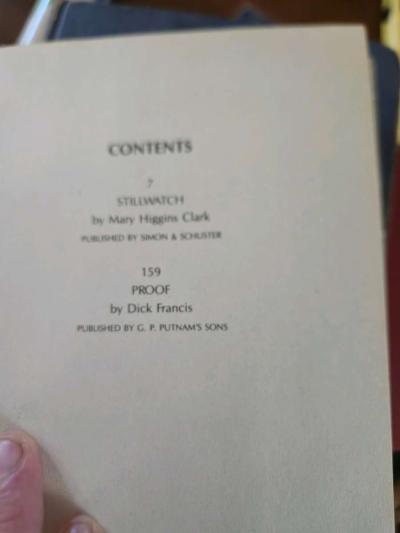 CONTENTS
7
STILLWATCH
by Mary Higgins Clark
PUBLISHED BY SIMON & SCHUSTER
159
PROOF
by Dick Francis
PUBLISHED BY G. P. PUTNAM'S SONS